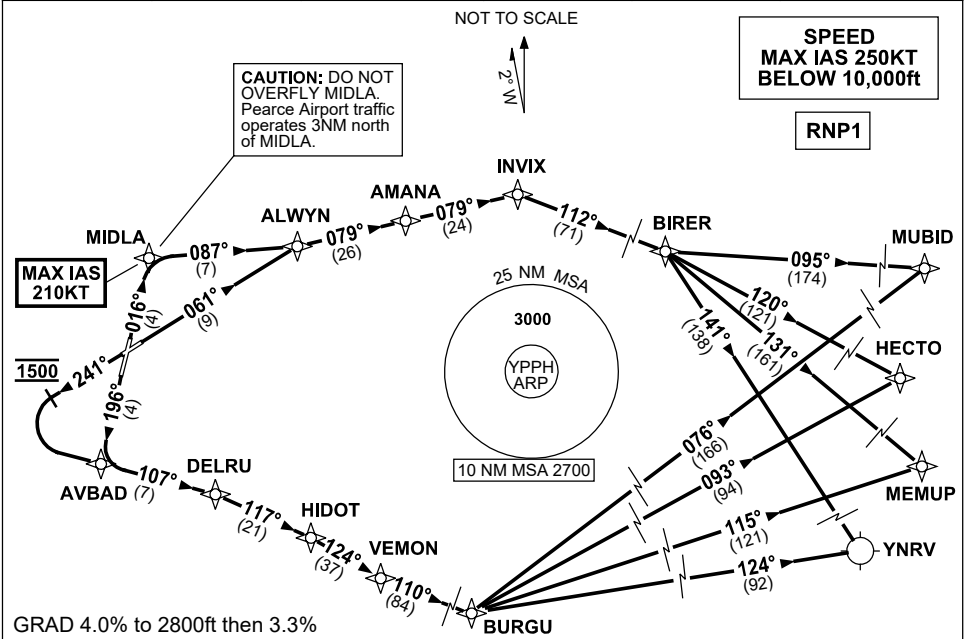 NOT TO SCALE
2° W
SPEED
MAX IAS 250KT
BELOW 10,000ft
RNP1
CAUTION: DO NOT
OVERFLY MIDLA.
Pearce Airport traffic
operates 3NM north
of MIDLA.
INVIX
AMANA
ALWYN
MIDLA
BIRER
MUBID
079°
(24)
112°
(71)
079°
(26)
087°
(7)
095°
(174)
MAX IAS
210KT
016°
(4)
061°
(9)
25 NM MSA
3000
YPPH
ARP
10 NM MSA 2700
120°
(121)
141°
(138)
131°
(161)
HECTO
1500
241°
196°
(4)
AVBAD
107°
(7)
DELRU
117°
(21)
HIDOT
124°
(37)
VEMON
110°
(84)
BURGU
076°
(166)
093°
(94)
115°
(121)
124°
(92)
MEMUP
YNRV
GRAD 4.0% to 2800ft then 3.3%